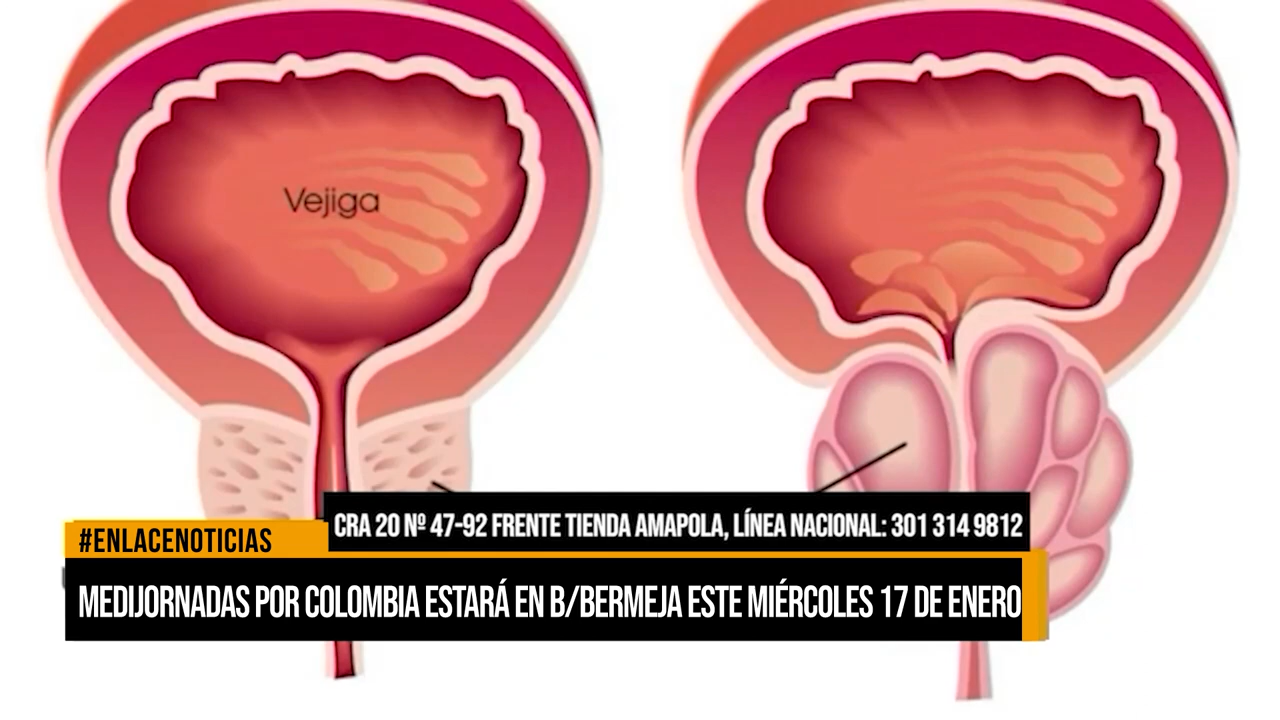 Vejiga
CRA 20 Nº 47-92 FRENTE TIENDA AMAPOLA, LÍNEA NACIONAL: 301 314 9812
#ENLACENOTICIAS
MEDIJORNADAS POR COLOMBIA ESTARÁ EN B/BERMEJA ESTE MIÉRCOLES 17 DE ENERO